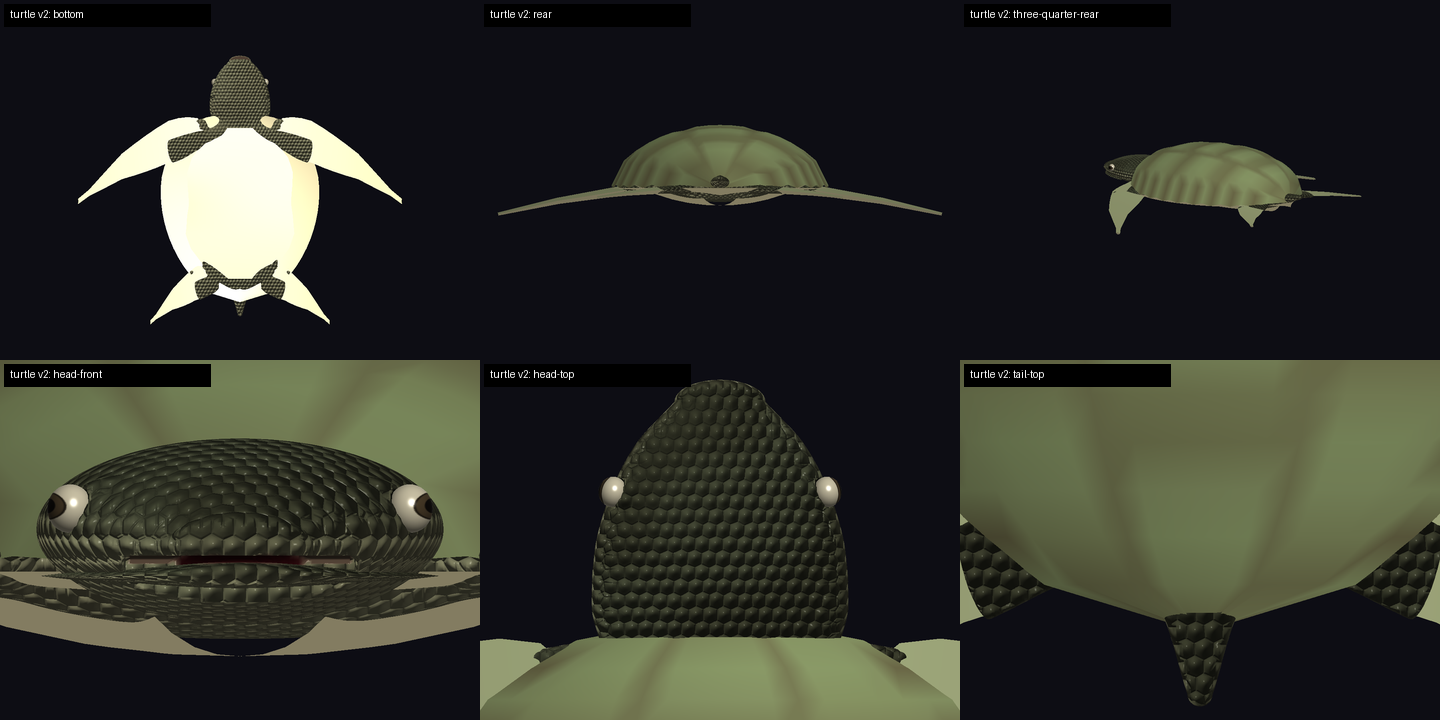 turtle v2: bottom
turtle v2: rear
turtle v2: three-quarter-rear
turtle v2: head-front
turtle v2: head-top
turtle v2: tail-top